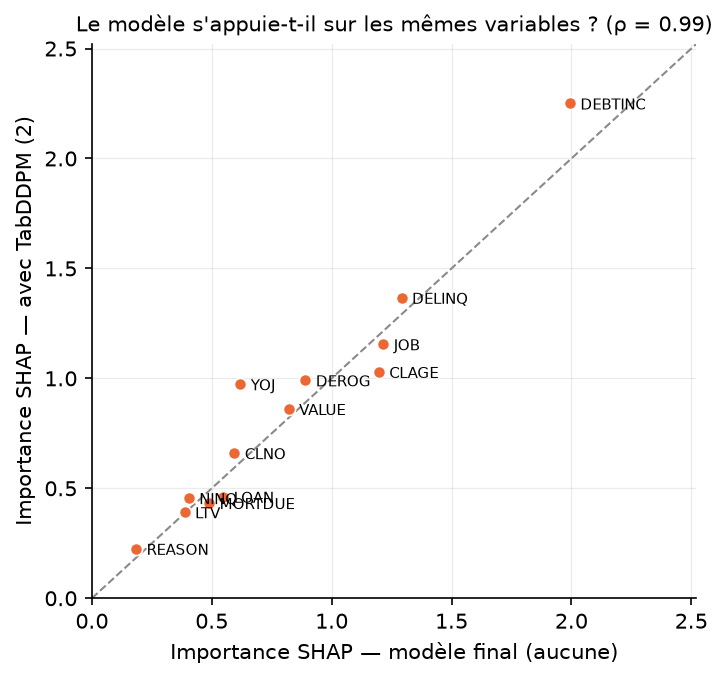 Le modèle s'appuie-t-il sur les mêmes variables ? (ρ = 0.99)
2.5
2.0
1.5
1.0
0.5
0.0
Importance SHAP — avec TabDDPM (2)
DEBTINC
DELINQ
JOB
CLAGE
YOJ
DEROG
VALUE
CLNO
NINQ
LOAN
MORTDUE
LTV
REASON
0.0
0.5
1.0
1.5
2.0
2.5
Importance SHAP — modèle final (aucune)